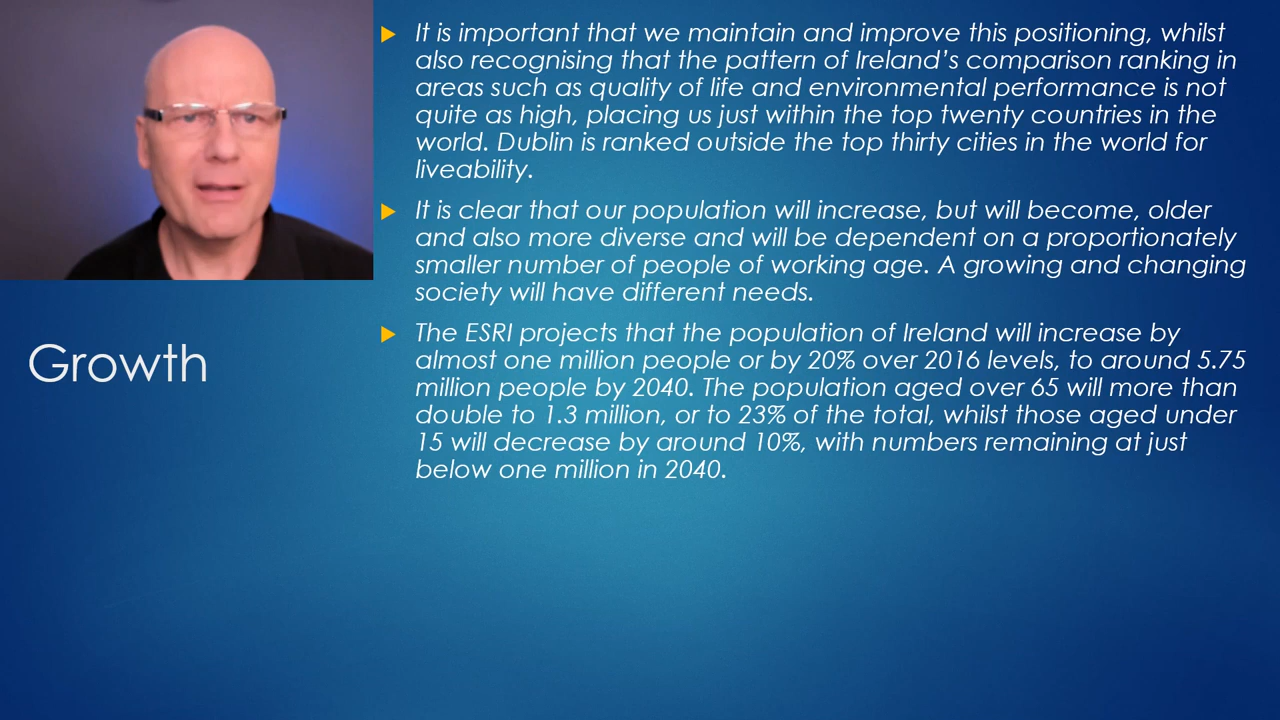 It is important that we maintain and improve this positioning, whilst
also recognising that the pattern of Ireland's comparison ranking in
areas such as quality of life and environmental performance is not
quite as high, placing us just within the top twenty countries in the
world. Dublin is ranked outside the top thirty cities in the world for
liveability.
It is clear that our population will increase, but will become, older
and also more diverse and will be dependent on a proportionately
smaller number of people of working age. A growing and changing
society will have different needs.
The ESRI projects that the population of Ireland will increase by
almost one million people or by 20% over 2016 levels, to around 5.75
million people by 2040. The population aged over 65 will more than
double to 1.3 million, or to 23% of the total, whilst those aged under
15 will decrease by around 10%, with numbers remaining at just
below one million in 2040.
Growth